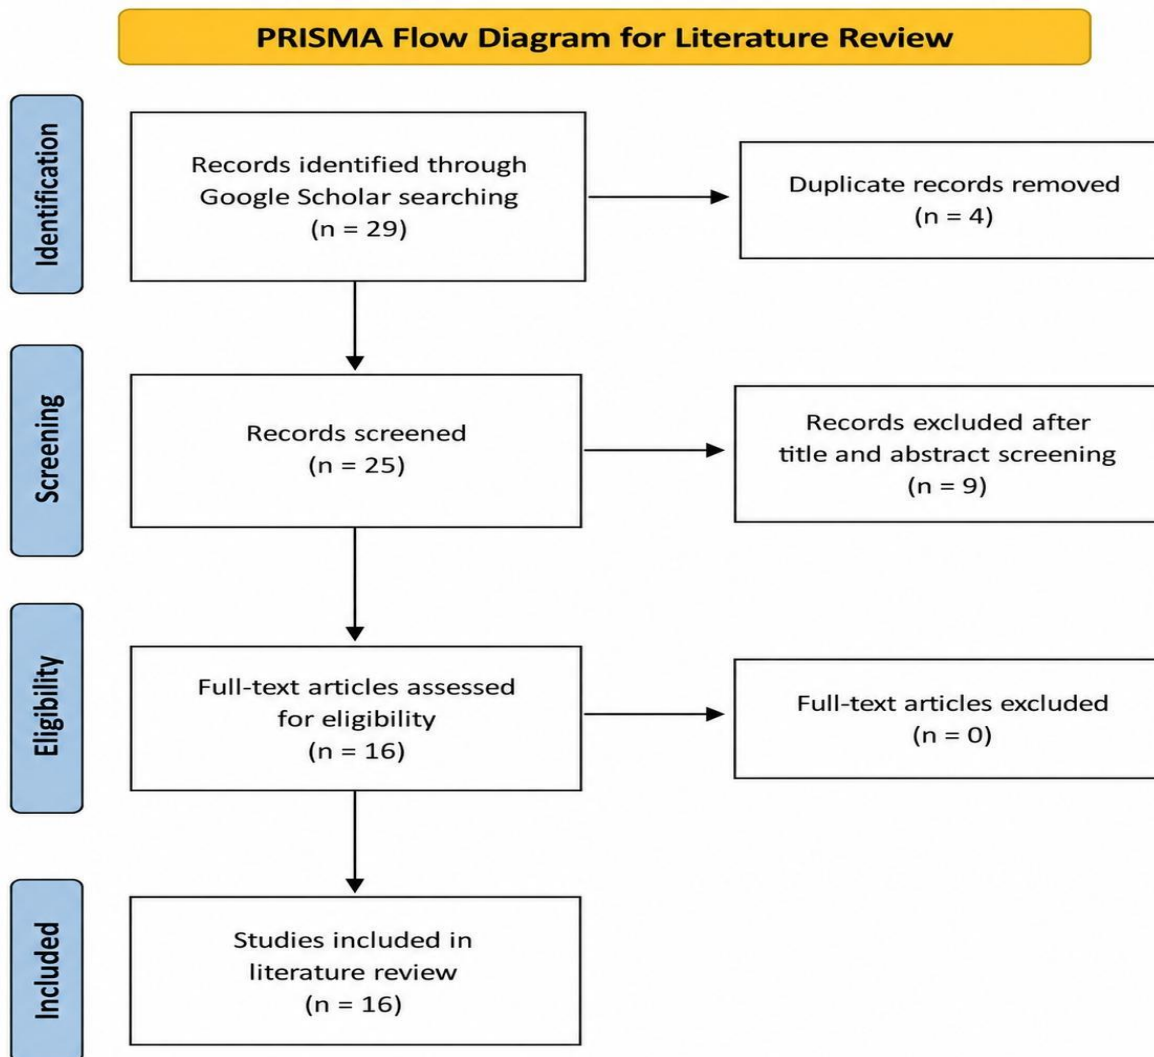 PRISMA Flow Diagram for Literature Review
Identification
Records identified through
Google Scholar searching
(n = 29)
Duplicate records removed
(n = 4)
Screening
Records screened
(n = 25)
Records excluded after
title and abstract screening
(n = 9)
Eligibility
Full-text articles assessed
for eligibility
(n = 16)
Full-text articles excluded
(n = 0)
Included
Studies included in
literature review
(n = 16)